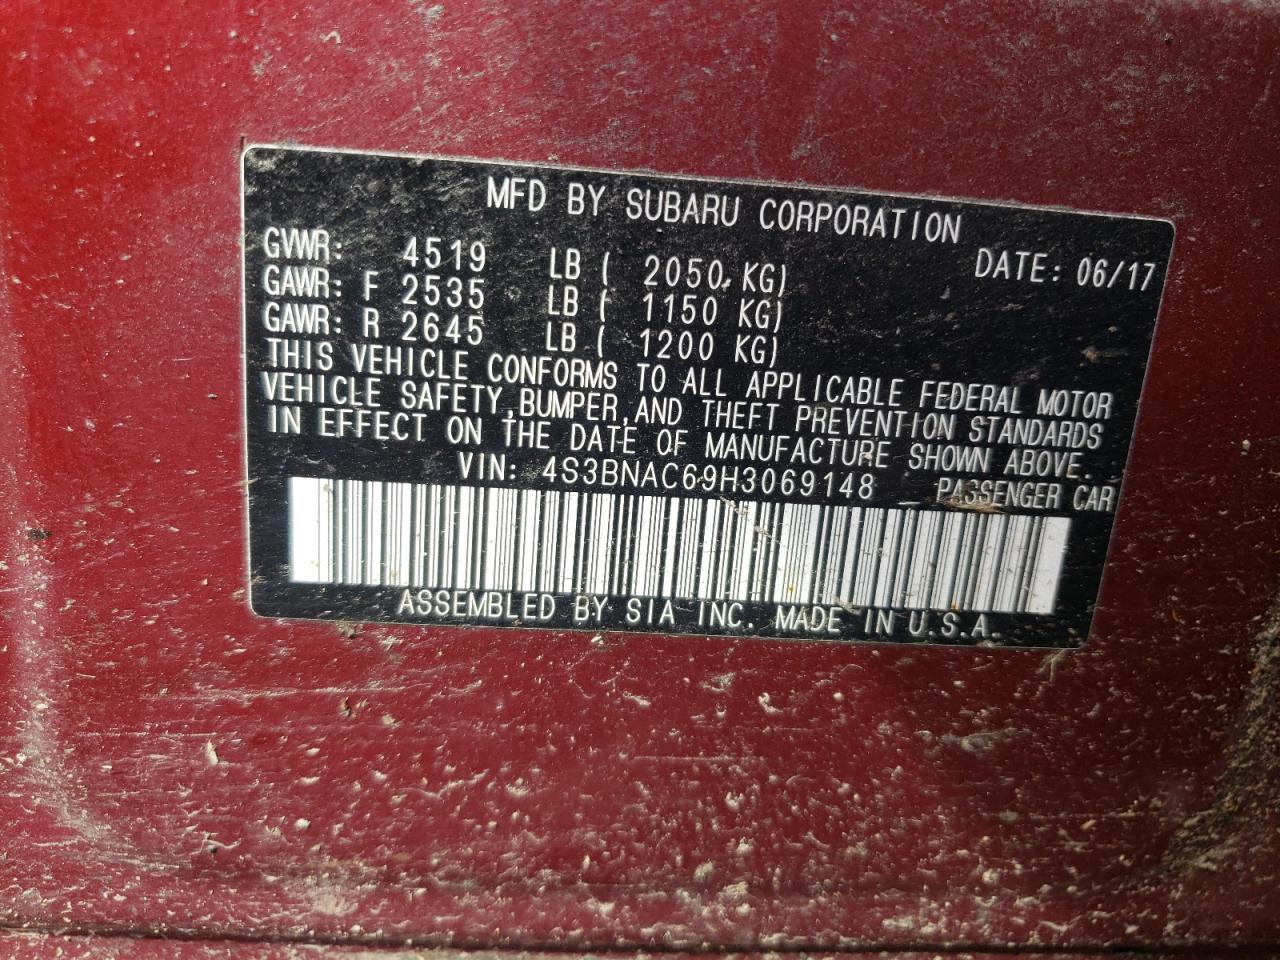 MFD BY SUBARU CORPORATION
GVWR: 4519 LB ( 2050 KG) DATE: 06/17
GAWR: F 2535 LB ( 1150 KG)
GAWR: R 2645 LB ( 1200 KG)
THIS VEHICLE CONFORMS TO ALL APPLICABLE FEDERAL MOTOR
VEHICLE SAFETY,BUMPER,AND THEFT PREVENTION STANDARDS
IN EFFECT ON THE DATE OF MANUFACTURE SHOWN ABOVE.
VIN: 4S3BNAC69H3069148 PASSENGER CAR
ASSEMBLED BY SIA INC. MADE IN U.S.A.